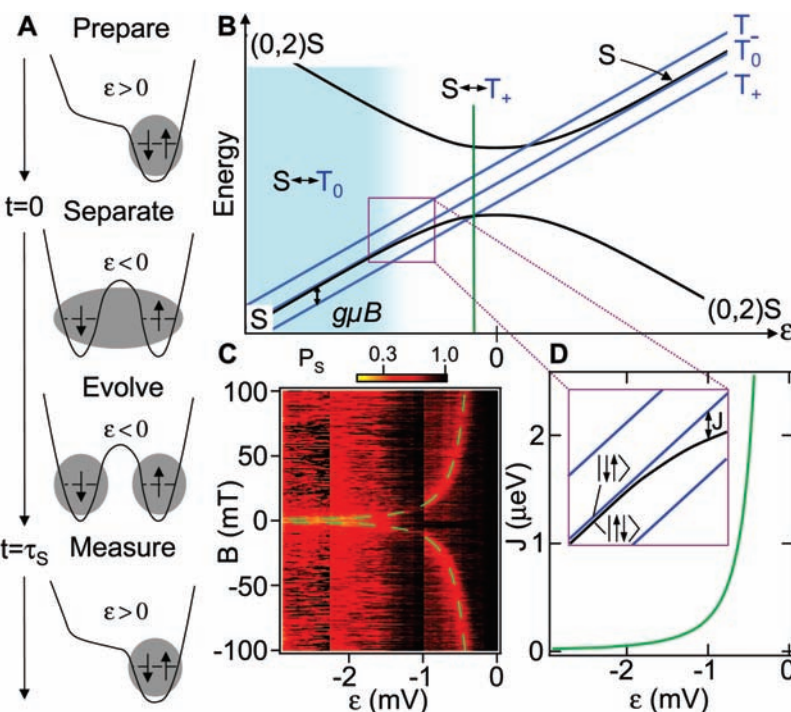 A
Prepare
ε>0
t=0
Separate
ε<0
Evolve
ε<0
t=τS
Measure
ε>0
B
(0,2)S
T-
T0
T+
S
S↔T+
S↔T0
Energy
gμB
S
(0,2)S
ε
0
C
PS
0.3
1.0
100
50
0
-50
-100
B (mT)
-2
-1
0
ε (mV)
D
J
|↓↑⟩
|↑↓⟩
2
1
0
J (μeV)
-2
-1
0
ε (mV)